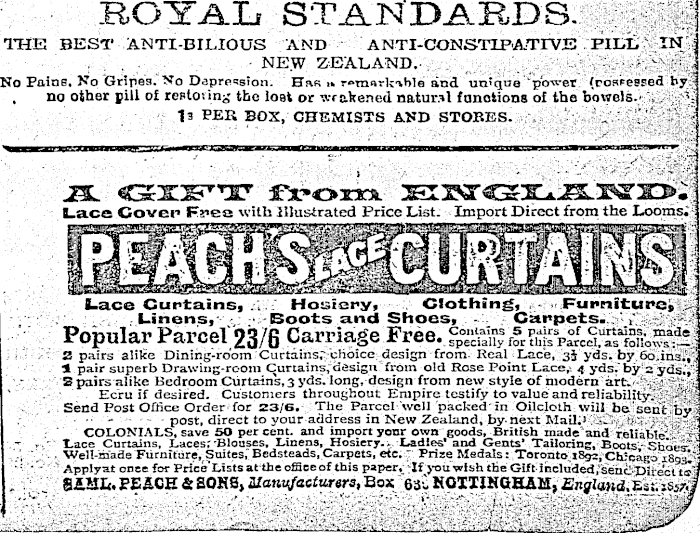 ROYAL STANDARDS.
THE BEST ANTI-BILIOUS AND ANTI-CONSTIPATIVE PILL IN
NEW ZEALAND.
No Pains, No Gripes, No Depression. Has a remarkable and unique power (possessed by
no other pill of restoring the lost or weakened natural functions of the bowels.
1s PER BOX, CHEMISTS AND STORES.
A GIFT from ENGLAND.
Lace Cover Free with Illustrated Price List. Import Direct from the Looms.
PEACH'S LACE CURTAINS
Lace Curtains, Hosiery, Clothing, Furniture,
Linens, Boots and Shoes, Carpets.
Popular Parcel 23/6 Carriage Free. Contains 5 pairs of Curtains, made
specially for this Parcel, as follows:—
2 pairs alike Dining-room Curtains, choice design from Real Lace, 3½ yds. by 60 ins.,
1 pair superb Drawing-room Curtains, design from old Rose Point Lace, 4 yds. by 2 yds.,
2 pairs alike Bedroom Curtains, 3 yds. long, design from new style of modern art.
Ecru if desired. Customers throughout Empire testify to value and reliability.
Send Post Office Order for 23/6. The Parcel well packed in Oilcloth will be sent by
post, direct to your address in New Zealand, by next Mail.
COLONIALS, save 50 per cent. and import your own goods, British made and reliable.
Lace Curtains, Laces, Blouses, Linens, Hosiery. Ladies' and Gents' Tailoring, Boots, Shoes.
Well-made Furniture, Suites, Bedsteads, Carpets, etc. Prize Medals: Toronto 1892, Chicago 1893.
Apply at once for Price Lists at the office of this paper. If you wish the Gift included, send Direct to
SAML. PEACH & SONS, Manufacturers, Box NOTTINGHAM, England. Est. 1857.